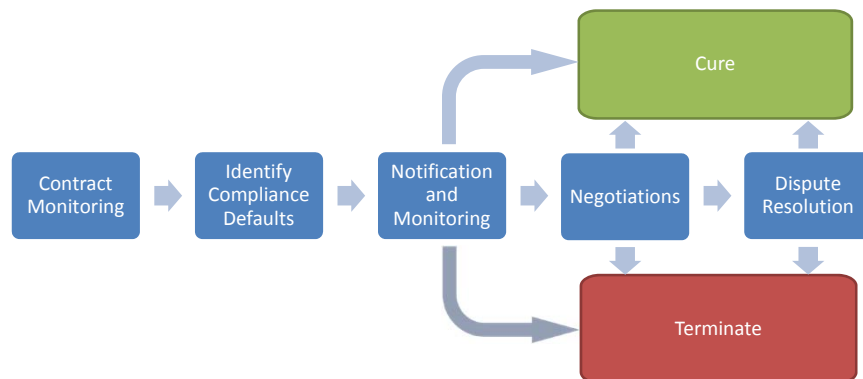 Cure
Contract
Monitoring
Identify
Compliance
Defaults
Notification
and
Monitoring
Negotiations
Dispute
Resolution
Terminate